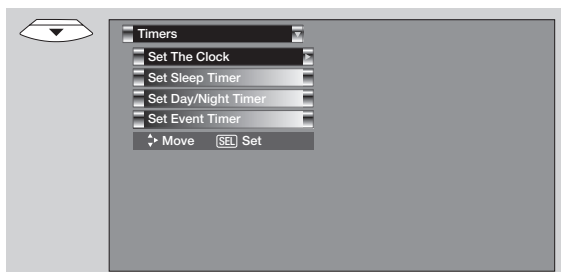 Timers
Set The Clock
Set Sleep Timer
Set Day/Night Timer
Set Event Timer
Move SEL Set